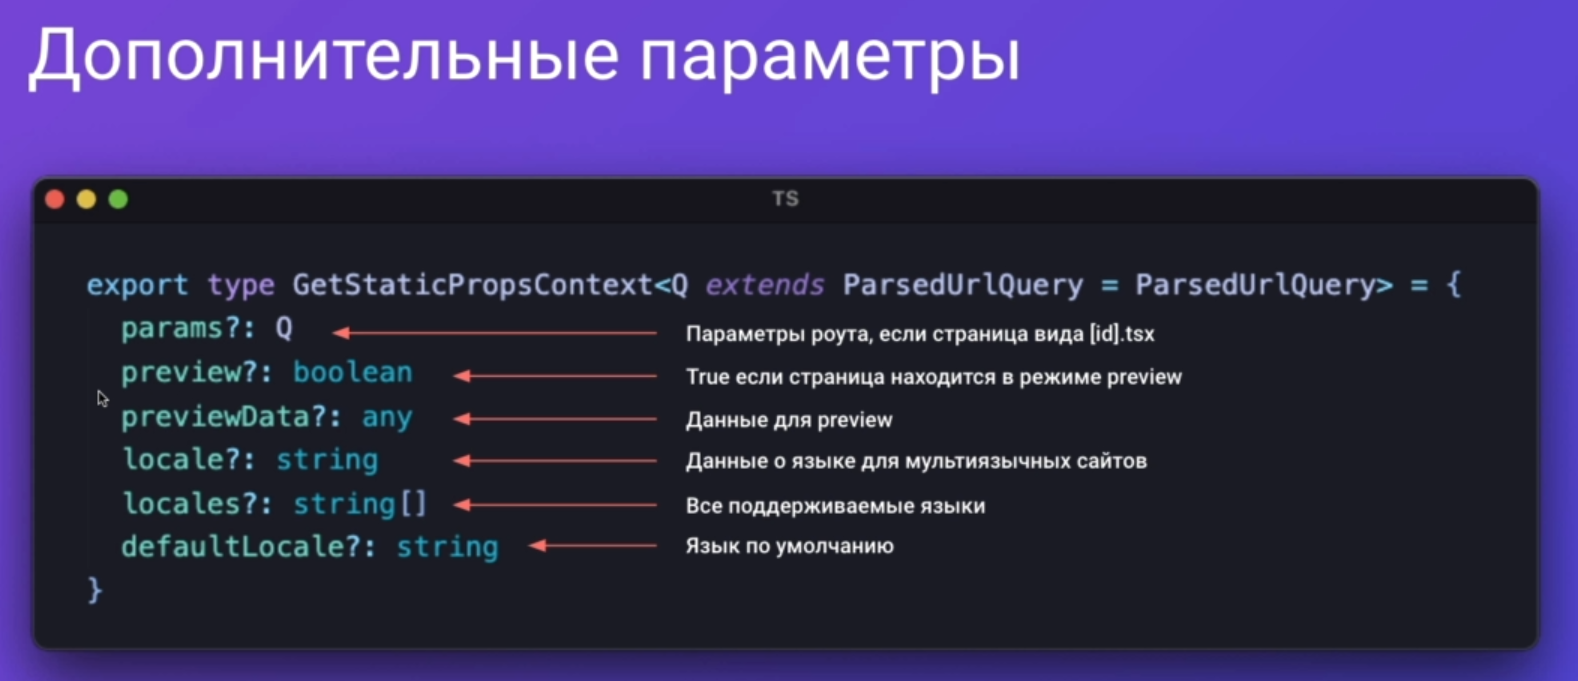 Дополнительные параметры
TS
export type GetStaticPropsContext<Q extends ParsedUrlQuery = ParsedUrlQuery> = {
params?: Q Параметры роута, если страница вида [id].tsx
preview?: boolean True если страница находится в режиме preview
previewData?: any Данные для preview
locale?: string Данные о языке для мультиязычных сайтов
locales?: string[] Все поддерживаемые языки
defaultLocale?: string Язык по умолчанию
}